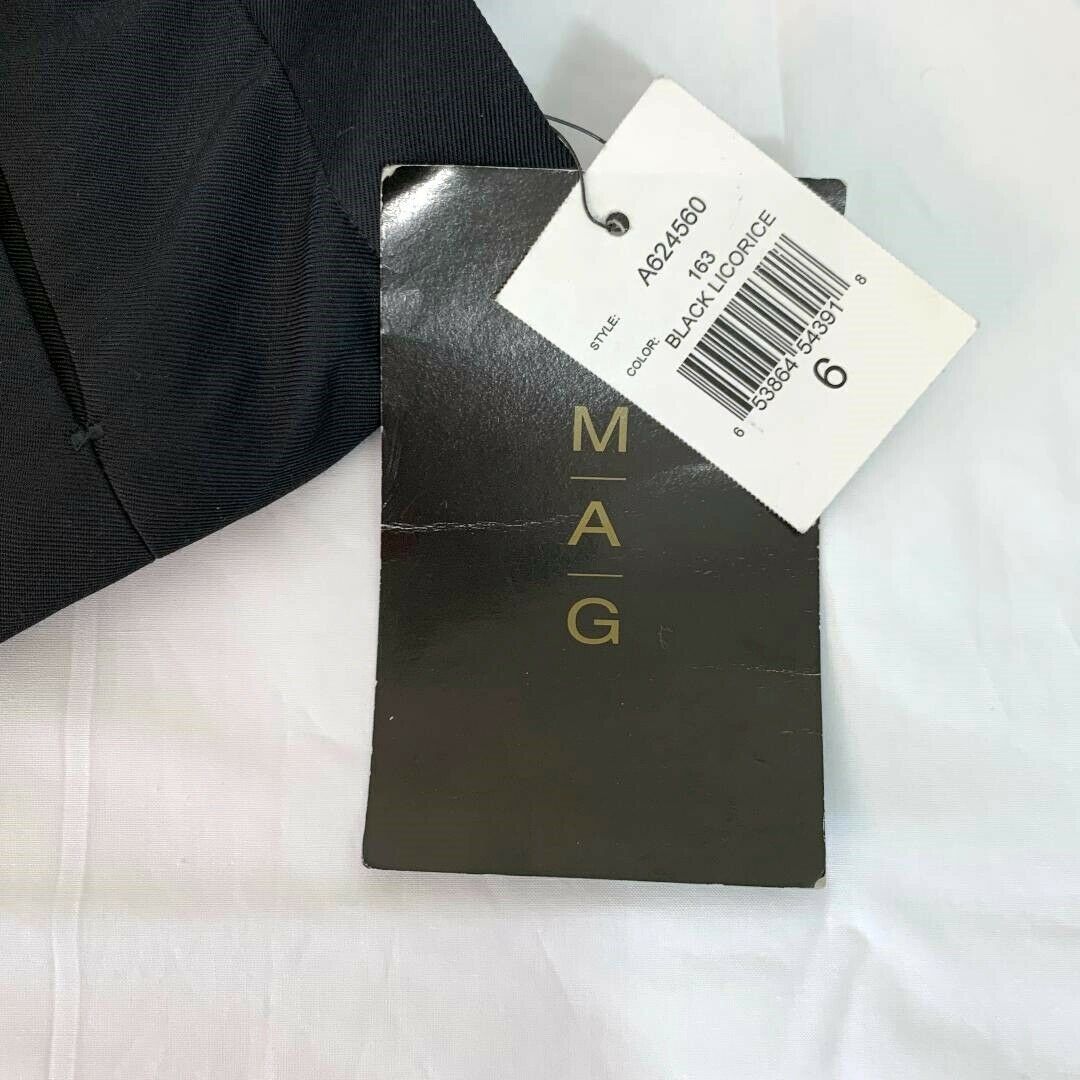 STYLE: A624560
163
COLOR: BLACK LICORICE
6 53864 54391 8
6
M
A
G